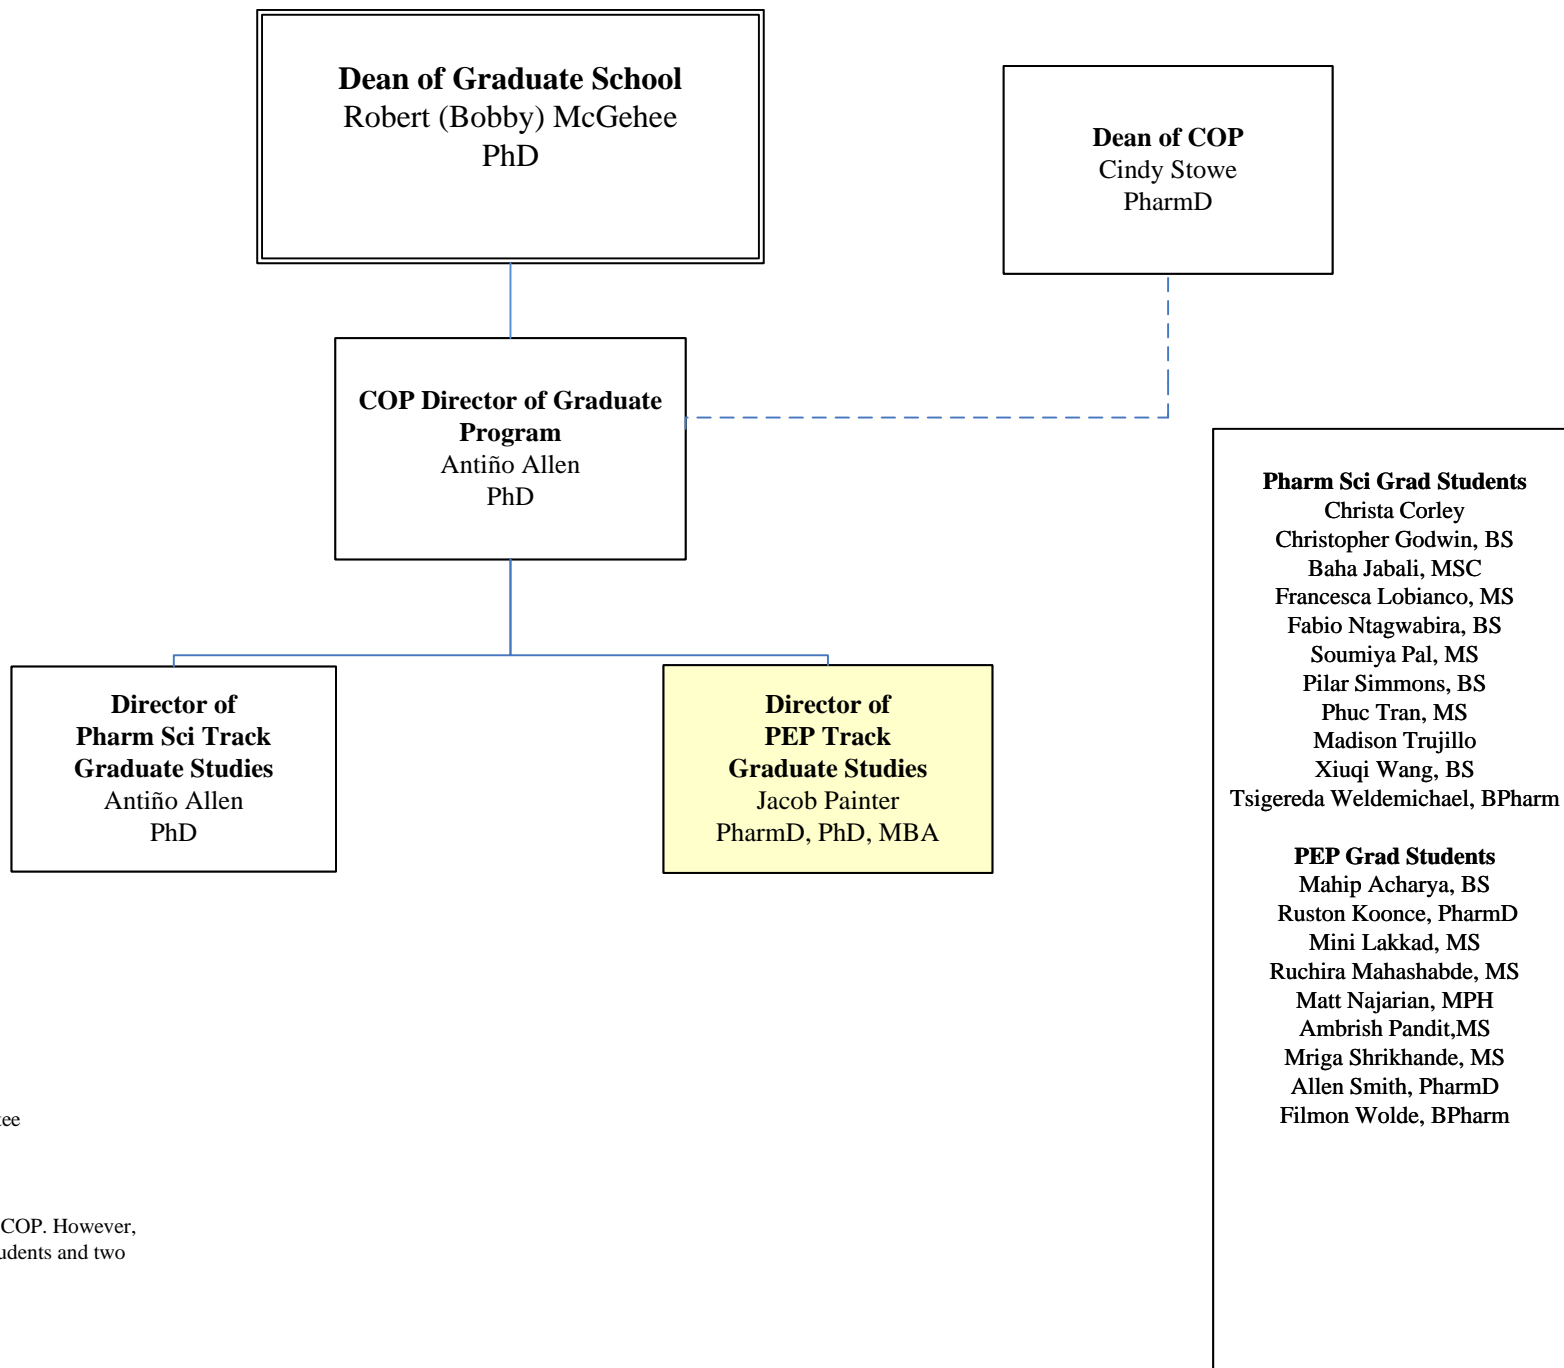 Dean of Graduate School
Robert (Bobby) McGehee
PhD
Dean of COP
Cindy Stowe
PharmD
COP Director of Graduate
Program
Antiño Allen
PhD
Director of
Pharm Sci Track
Graduate Studies
Antiño Allen
PhD
Director of
PEP Track
Graduate Studies
Jacob Painter
PharmD, PhD, MBA
Pharm Sci Grad Students
Christa Corley
Christopher Godwin, BS
Baha Jabali, MSC
Francesca Lobianco, MS
Fabio Ntagwabira, BS
Soumiya Pal, MS
Pilar Simmons, BS
Phuc Tran, MS
Madison Trujillo
Xiuqi Wang, BS
Tsigereda Weldemichael, BPharm
PEP Grad Students
Mahip Acharya, BS
Ruston Koonce, PharmD
Mini Lakkad, MS
Ruchira Mahashabde, MS
Matt Najarian, MPH
Ambrish Pandit,MS
Mriga Shrikhande, MS
Allen Smith, PharmD
Filmon Wolde, BPharm
COP. However,
and two